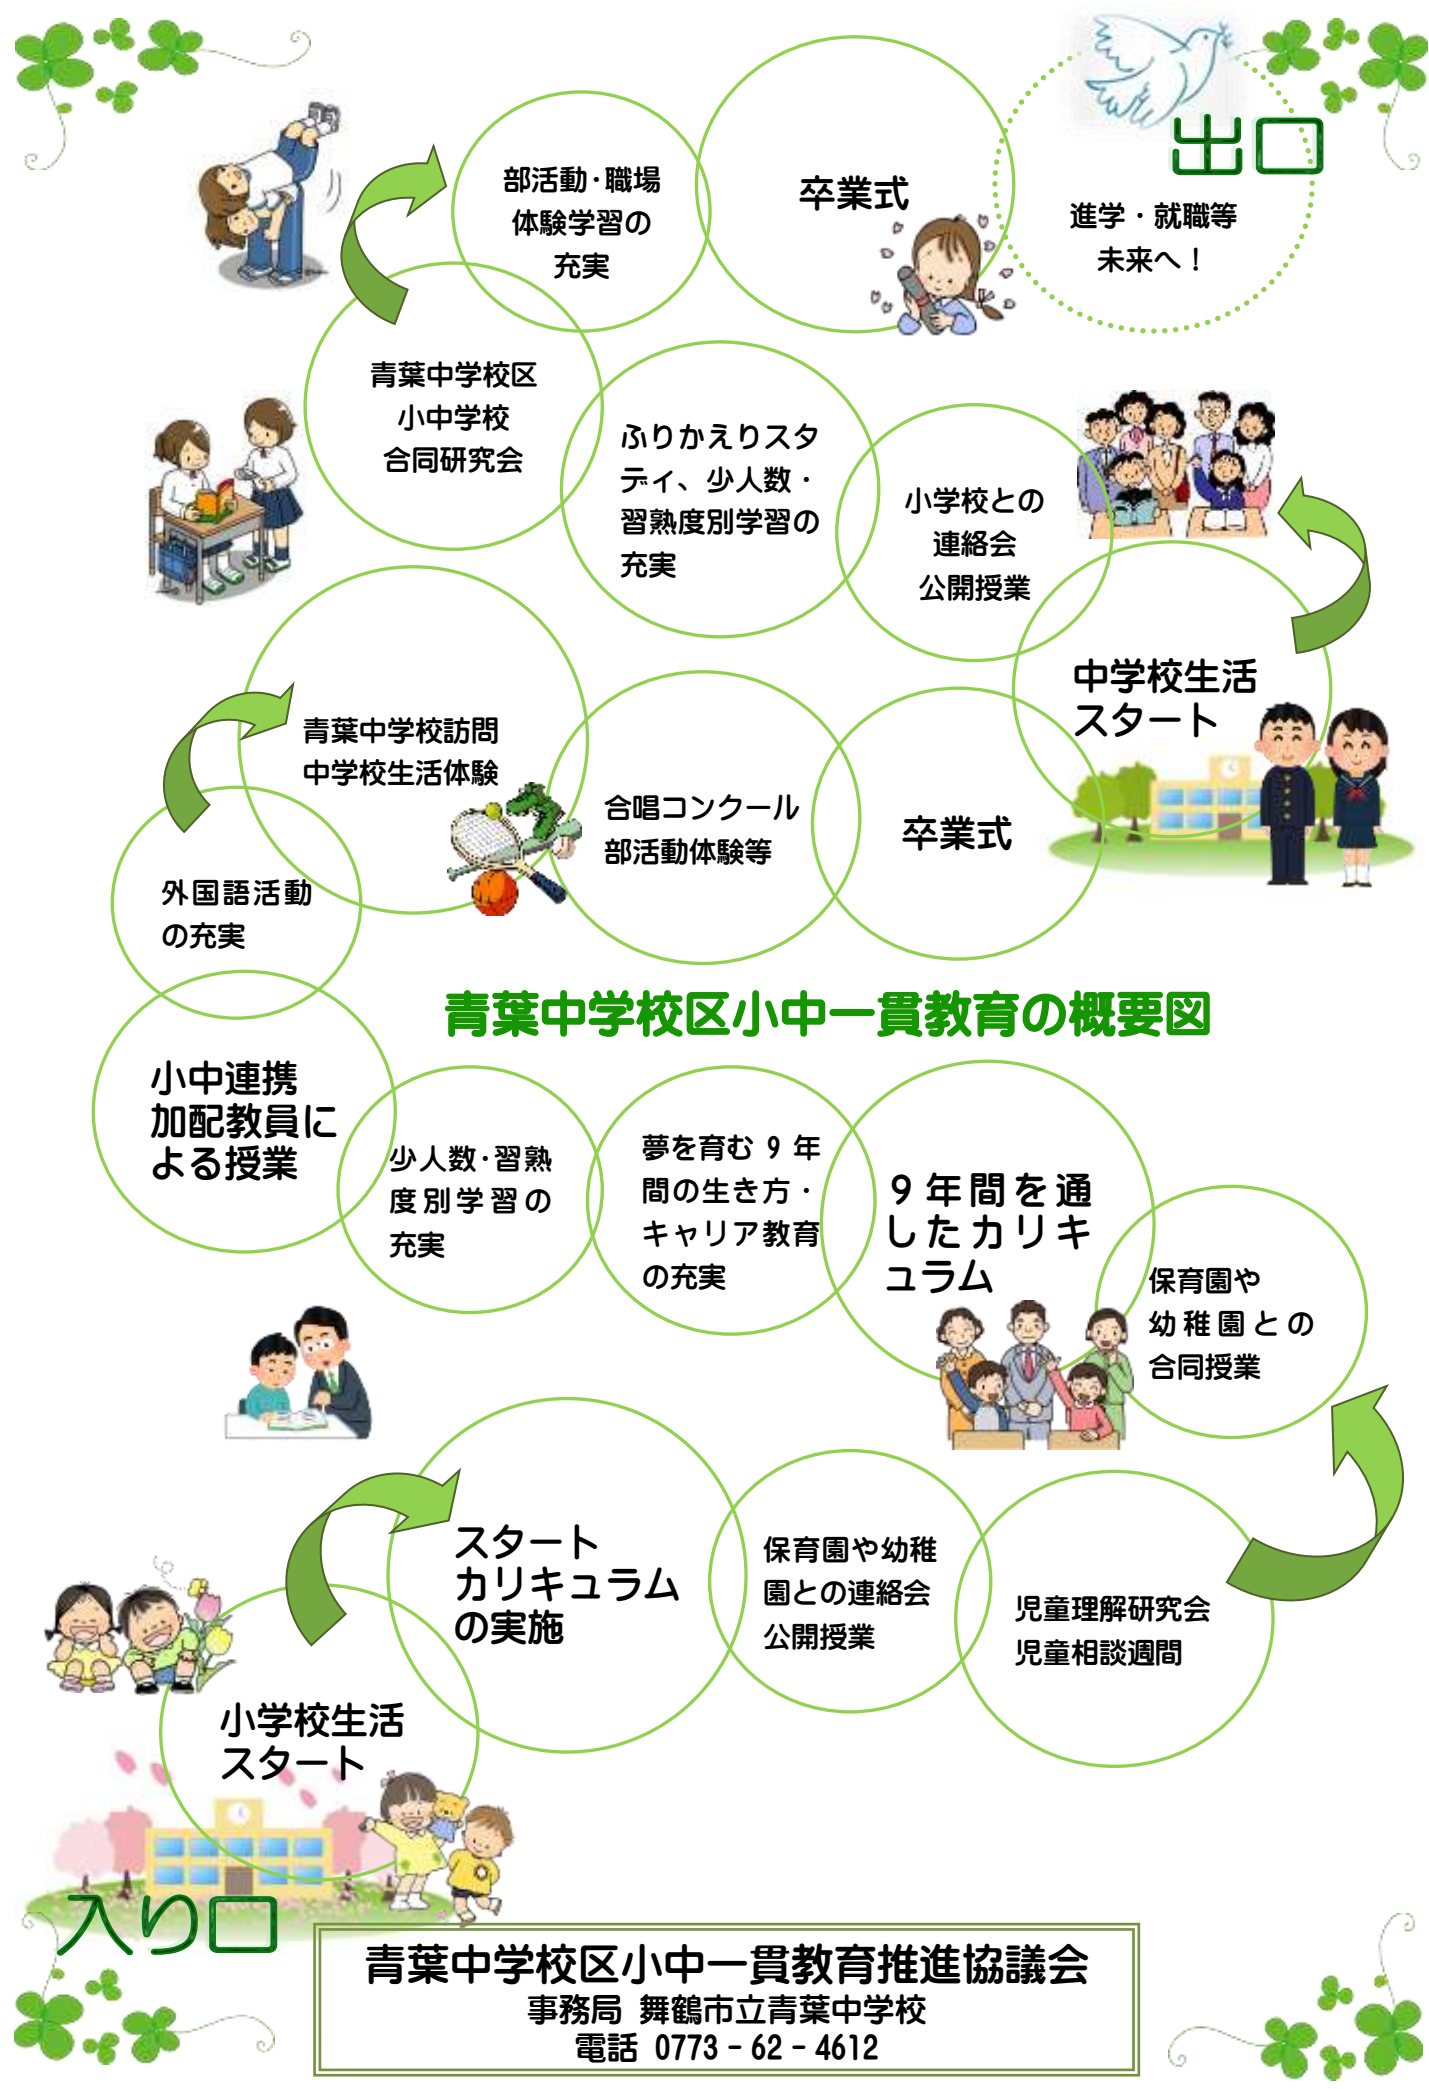 出口
部活動・職場
体験学習の
充実
卒業式
進学・就職等
未来へ！
青葉中学校区
小中学校
合同研究会
ふりかえりスタ
ディ、少人数・
習熟度別学習の
充実
小学校との
連絡会
公開授業
中学校生活
スタート
青葉中学校訪問
中学校生活体験
合唱コンクール
部活動体験等
卒業式
外国語活動
の充実
青葉中学校区小中一貫教育の概要図
小中連携
加配教員に
よる授業
少人数・習熟
度別学習の
充実
夢を育む 9 年
間の生き方・
キャリア教育
の充実
９年間を通
したカリキ
ュラム
保育園や
幼稚園との
合同授業
スタート
カリキュラム
の実施
保育園や幼稚
園との連絡会
公開授業
児童理解研究会
児童相談週間
小学校生活
スタート
入り口
青葉中学校区小中一貫教育推進協議会
事務局 舞鶴市立青葉中学校
電話 0773－62－4612